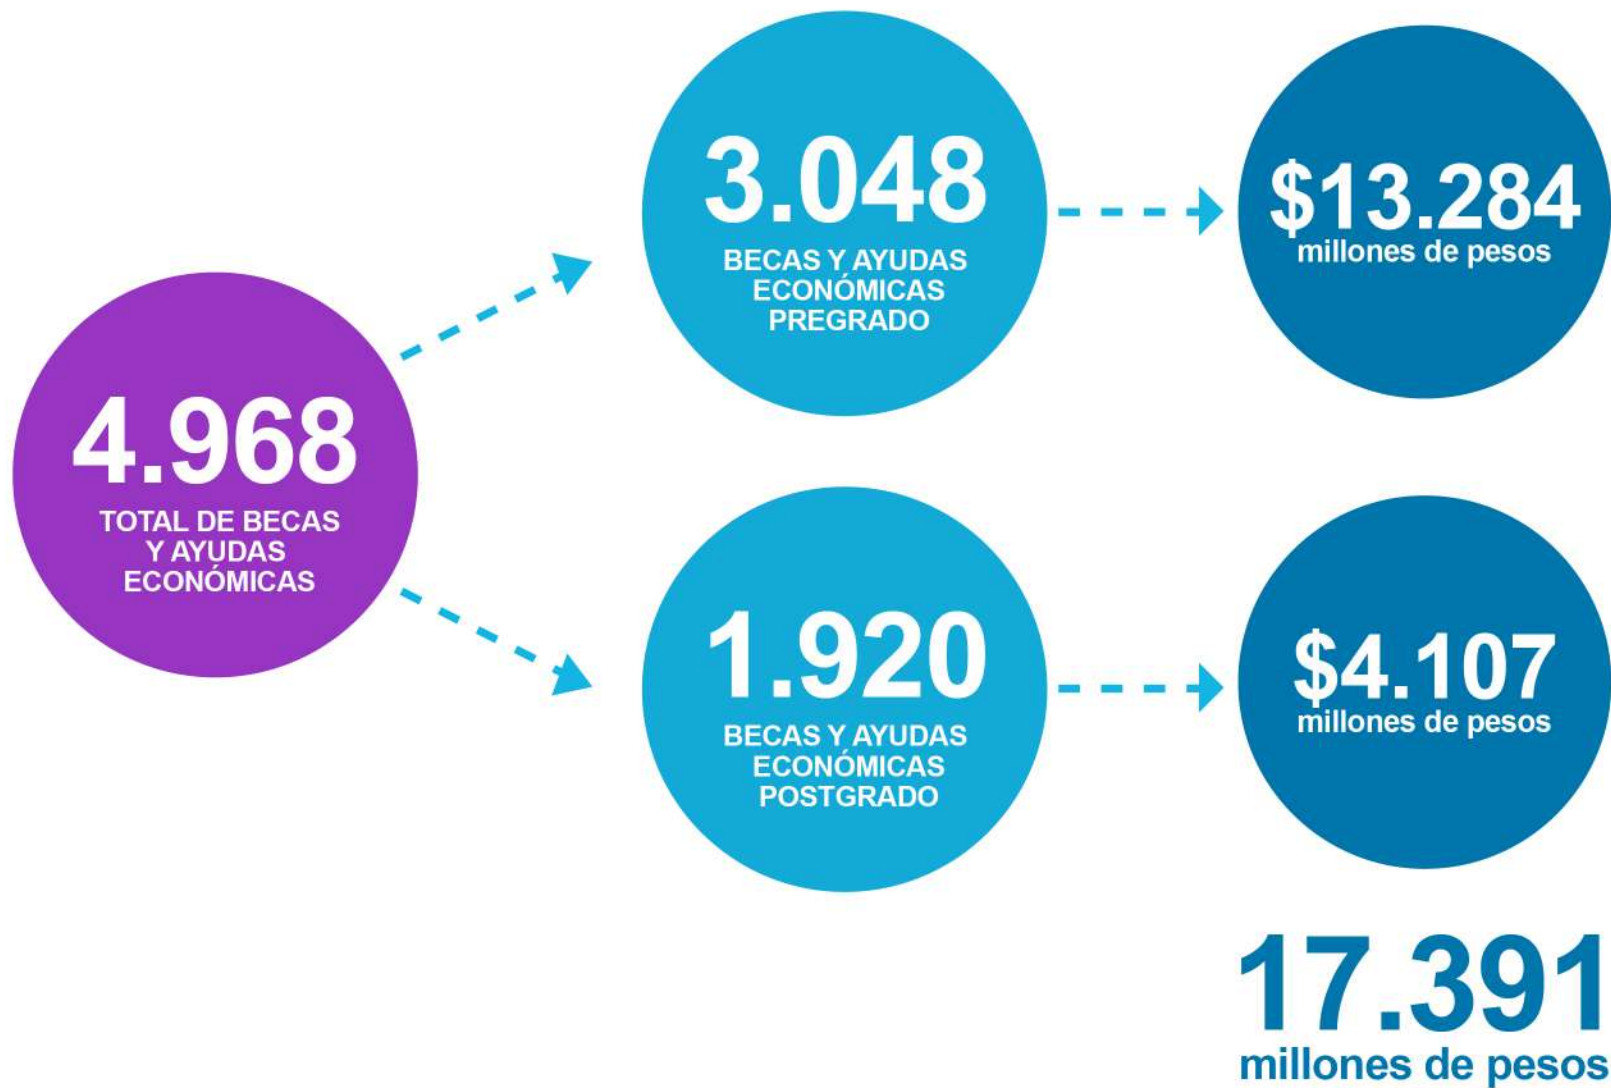 4.968
TOTAL DE BECAS
Y AYUDAS
ECONÓMICAS
3.048
BECAS Y AYUDAS
ECONÓMICAS
PREGRADO
$13.284
millones de pesos
1.920
BECAS Y AYUDAS
ECONÓMICAS
POSTGRADO
$4.107
millones de pesos
17.391
millones de pesos